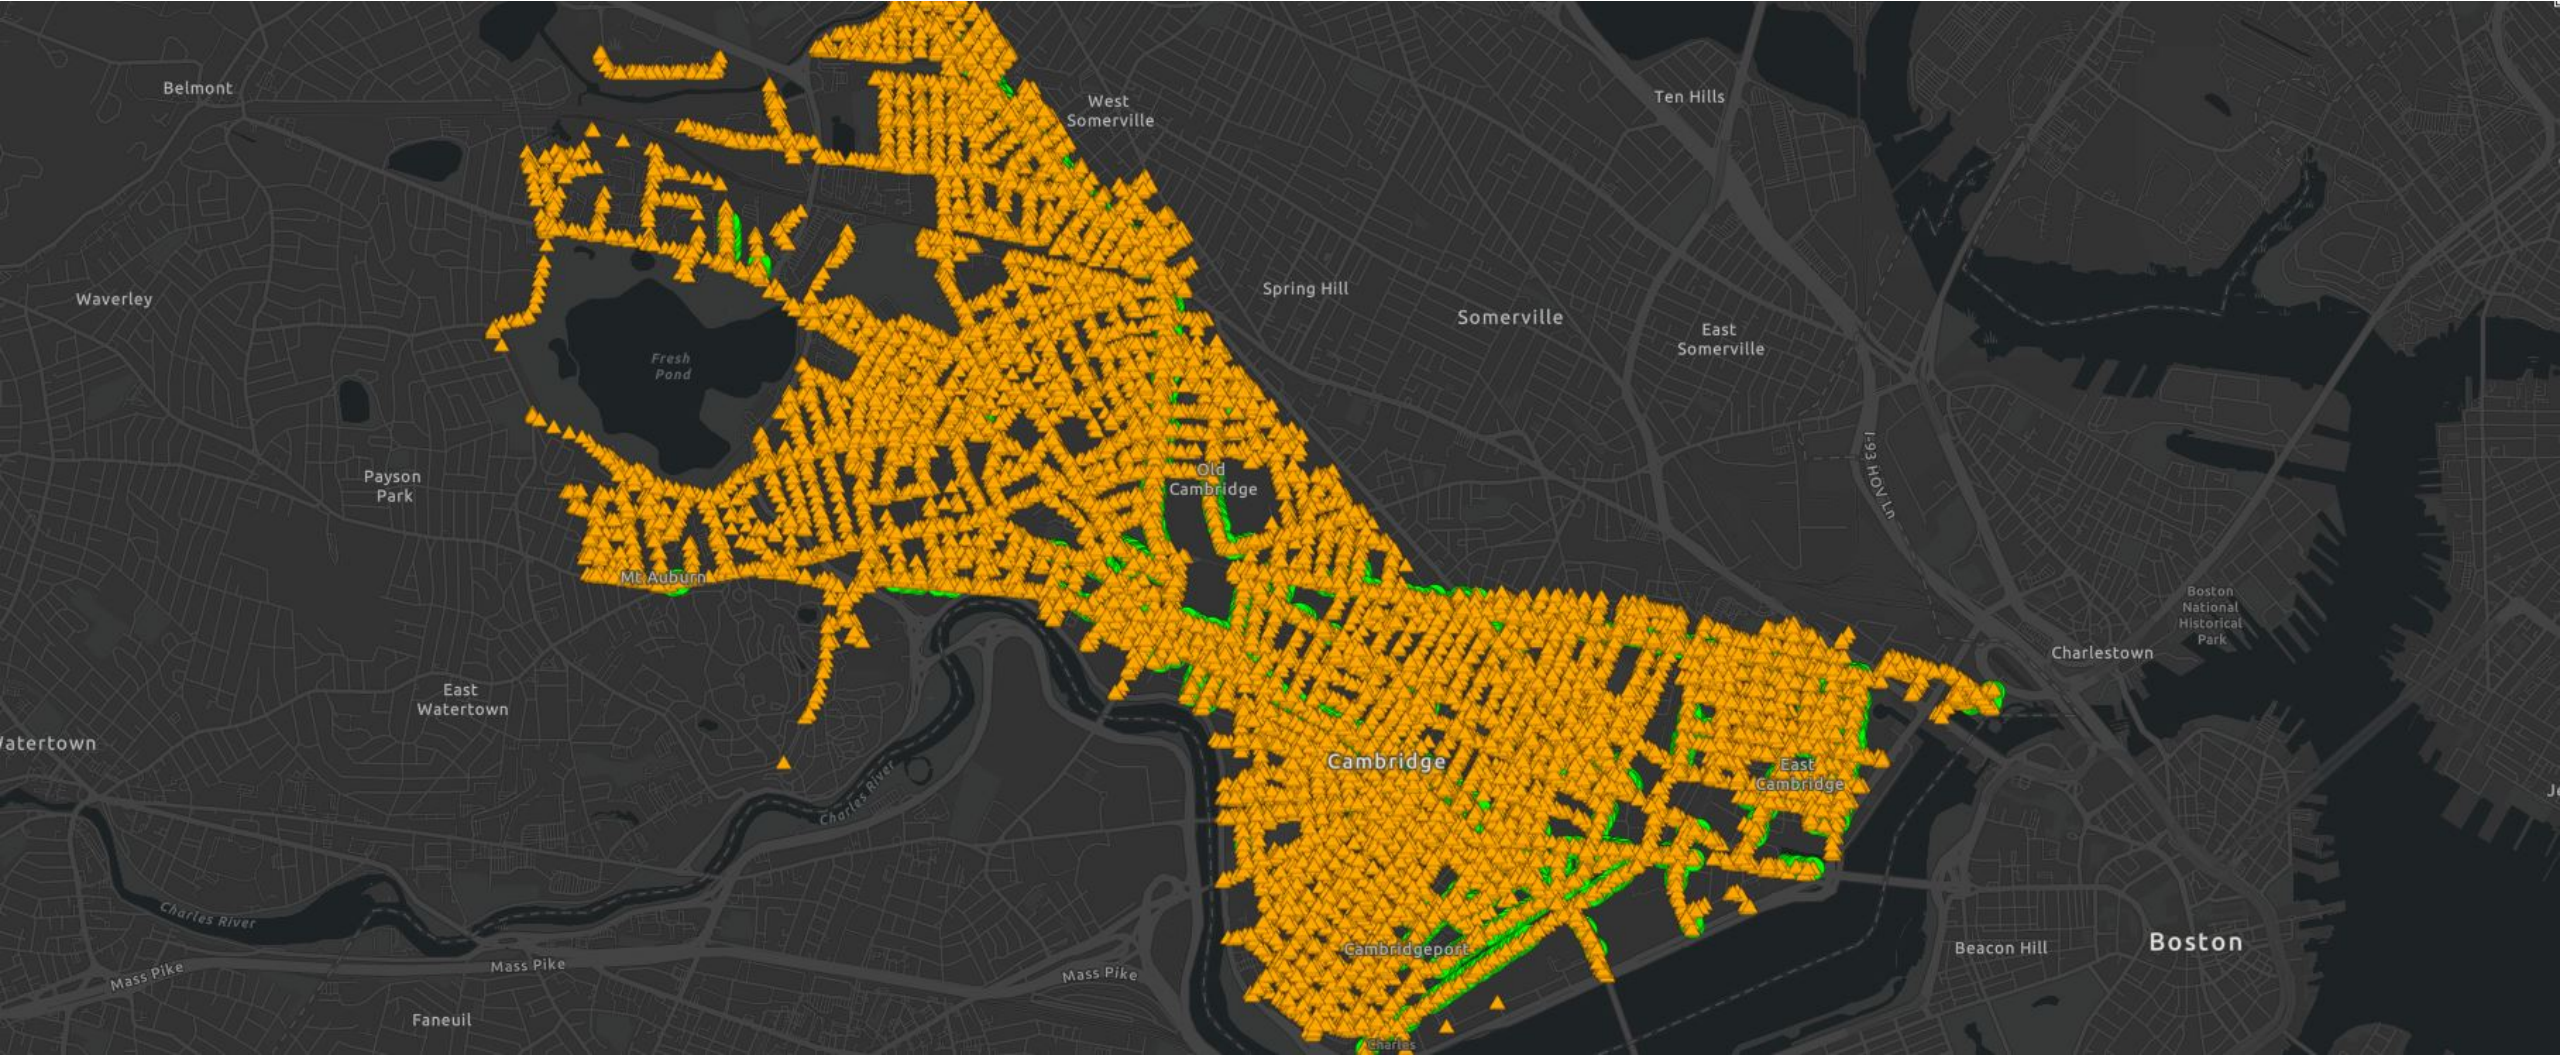 Belmont
West
Somerville
Ten Hills
Waverley
Spring Hill
Somerville
East
Somerville
Fresh
Pond
I-93 HOV Ln
Payson
Park
Old
Cambridge
Mt Auburn
Boston
National
Historical
Park
Charlestown
East
Watertown
Watertown
Cambridge
East
Cambridge
Charles River
Charles River
Cambridgeport
Beacon Hill
Boston
Mass Pike
Mass Pike
Mass Pike
Faneuil
Charles